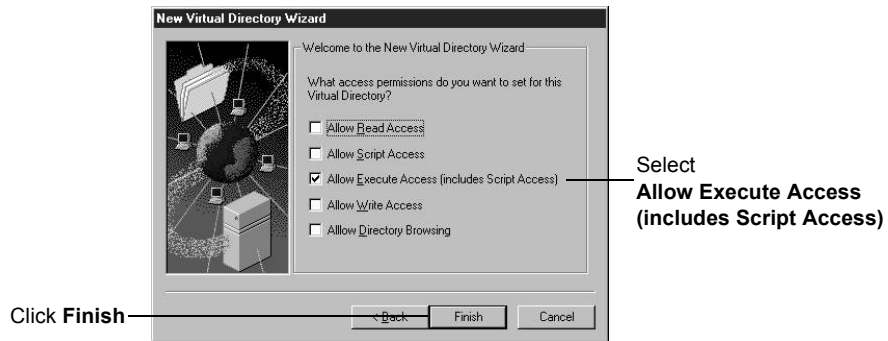 New Virtual Directory Wizard
Welcome to the New Virtual Directory Wizard
What access permissions do you want to set for this
Virtual Directory?
Allow Read Access
Allow Script Access
Allow Execute Access (includes Script Access)
Allow Write Access
Alllow Directory Browsing
Select
Allow Execute Access
(includes Script Access)
Click Finish
< Back
Finish
Cancel